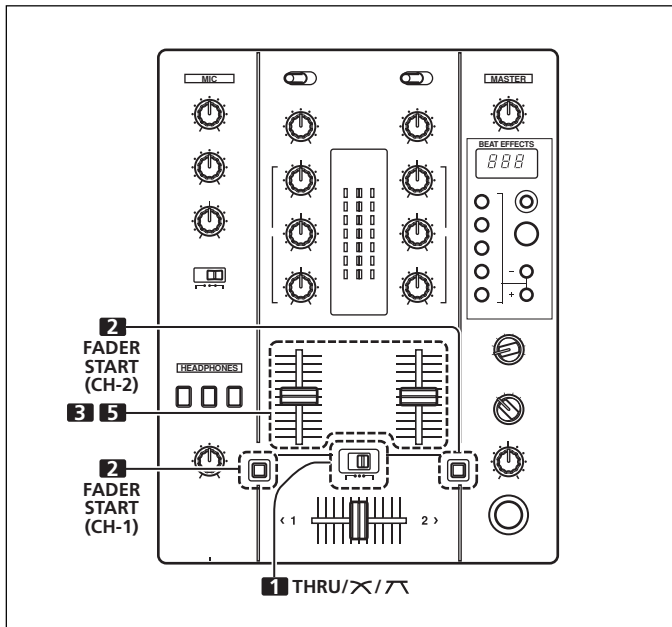 MIC
MASTER
BEAT EFFECTS
888
–
+
2
FADER
START
(CH-2)
HEADPHONES
3 5
2
FADER
START
(CH-1)
‹ 1
2 ›
1 THRU/